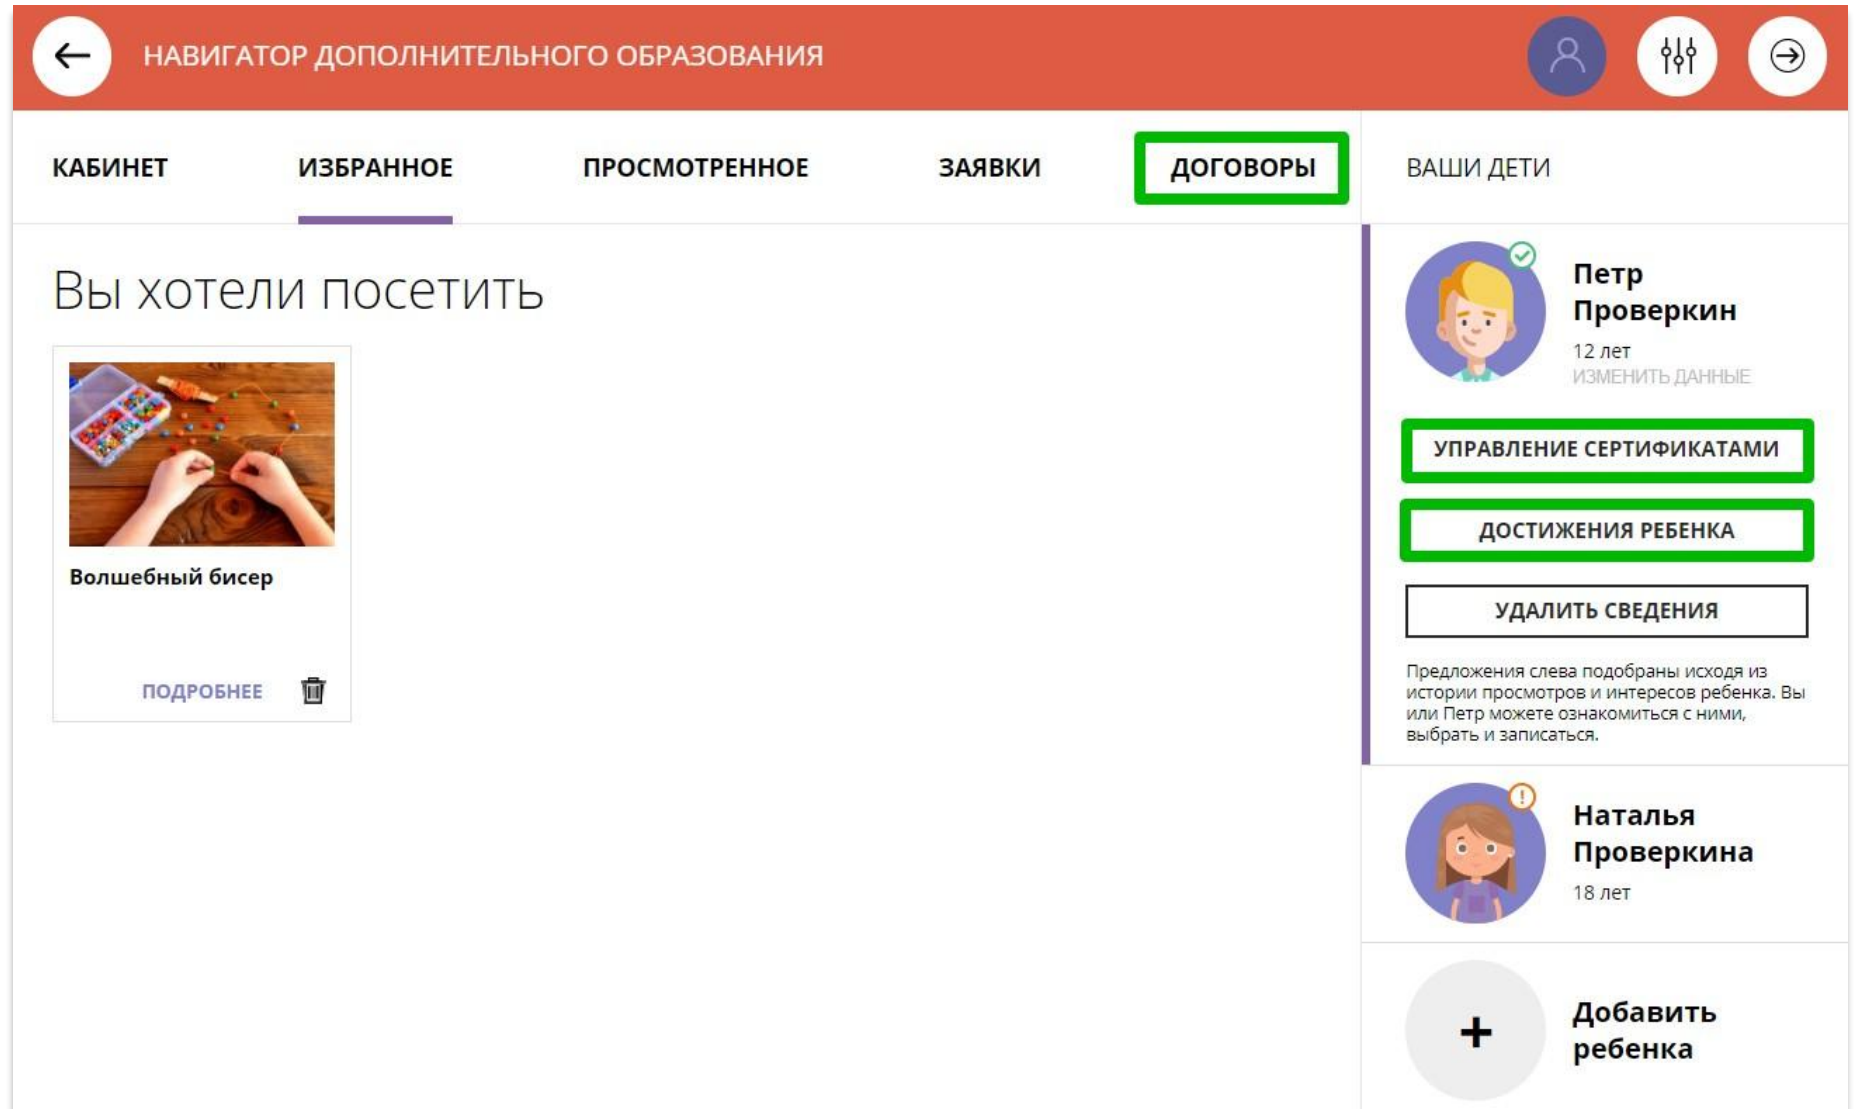 НАВИГАТОР ДОПОЛНИТЕЛЬНОГО ОБРАЗОВАНИЯ
КАБИНЕТ
ИЗБРАННОЕ
ПРОСМОТРЕННОЕ
ЗАЯВКИ
ДОГОВОРЫ
Вы хотели посетить
Волшебный бисер
ПОДРОБНЕЕ
ВАШИ ДЕТИ
Петр
Проверкин
12 лет
ИЗМЕНИТЬ ДАННЫЕ
УПРАВЛЕНИЕ СЕРТИФИКАТАМИ
ДОСТИЖЕНИЯ РЕБЕНКА
УДАЛИТЬ СВЕДЕНИЯ
Предложения слева подобраны исходя из
истории просмотров и интересов ребенка. Вы
или Петр можете ознакомиться с ними,
выбрать и записаться.
Наталья
Проверкина
18 лет
Добавить
ребенка